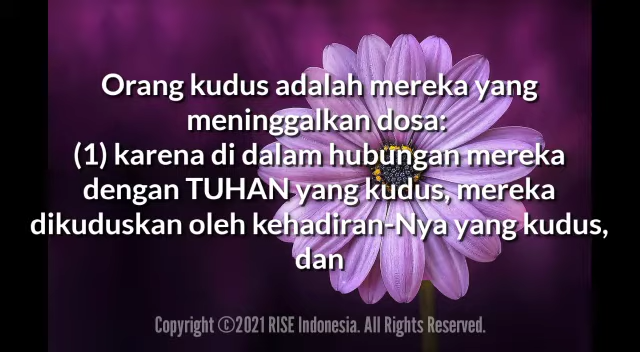 Orang kudus adalah mereka yang
meninggalkan dosa:
(1) karena di dalam hubungan mereka
dengan TUHAN yang kudus, mereka
dikuduskan oleh kehadiran-Nya yang kudus,
dan
Copyright ©2021 RISE Indonesia. All Rights Reserved.